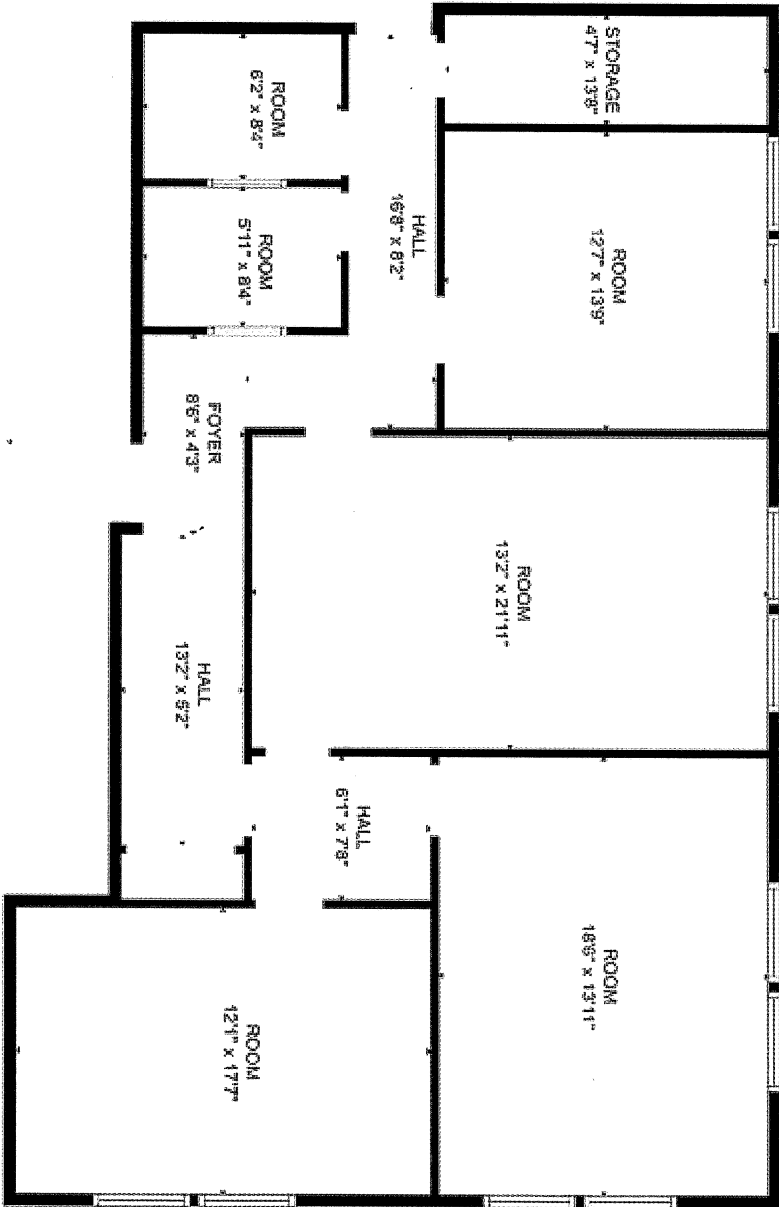 STORAGE
4'7" x 13'8"
ROOM
12'7" x 13'9"
ROOM
18'6" x 13'11"
ROOM
13'2" x 21'11"
HALL
16'8" x 8'2"
HALL
6'1" x 7'8"
ROOM
6'2" x 8'4"
ROOM
5'11" x 8'4"
ROOM
12'1" x 17'7"
FOYER
8'6" x 4'3"
HALL
13'2" x 5'2"